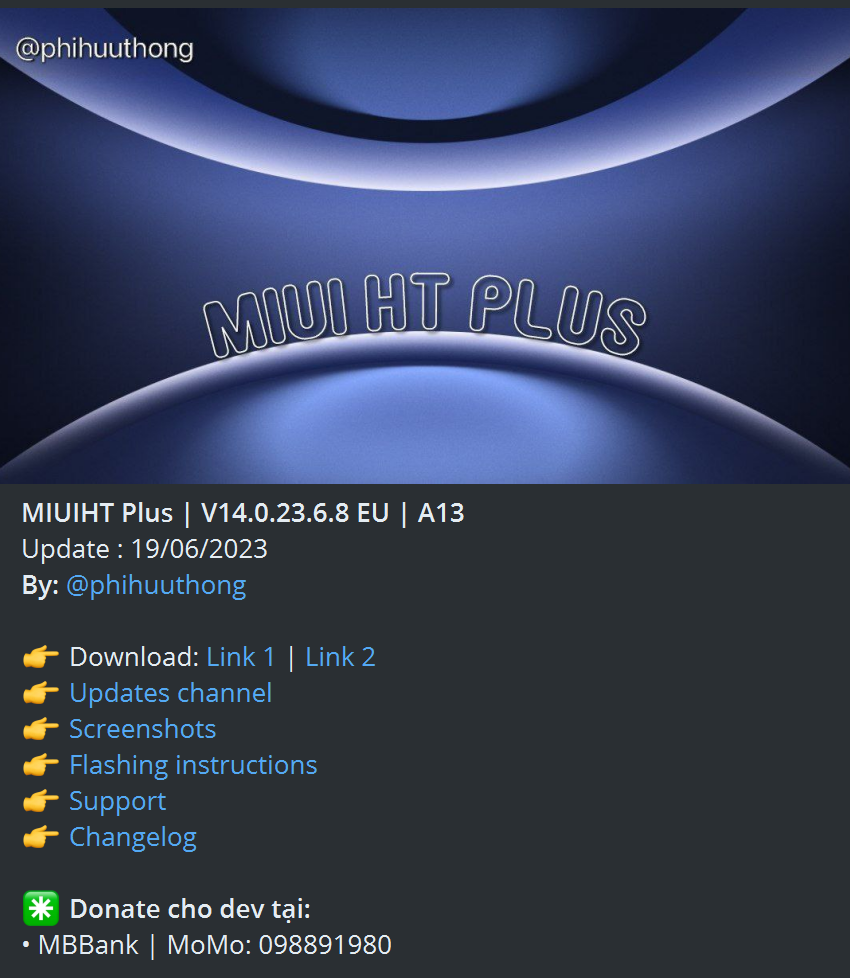 @phihuuthong
MIUI HT PLUS
MIUIHT Plus | V14.0.23.6.8 EU | A13
Update : 19/06/2023
By: @phihuuthong
👉 Download: Link 1 | Link 2
👉 Updates channel
👉 Screenshots
👉 Flashing instructions
👉 Support
👉 Changelog
✳️ Donate cho dev tại:
• MBBank | MoMo: 098891980